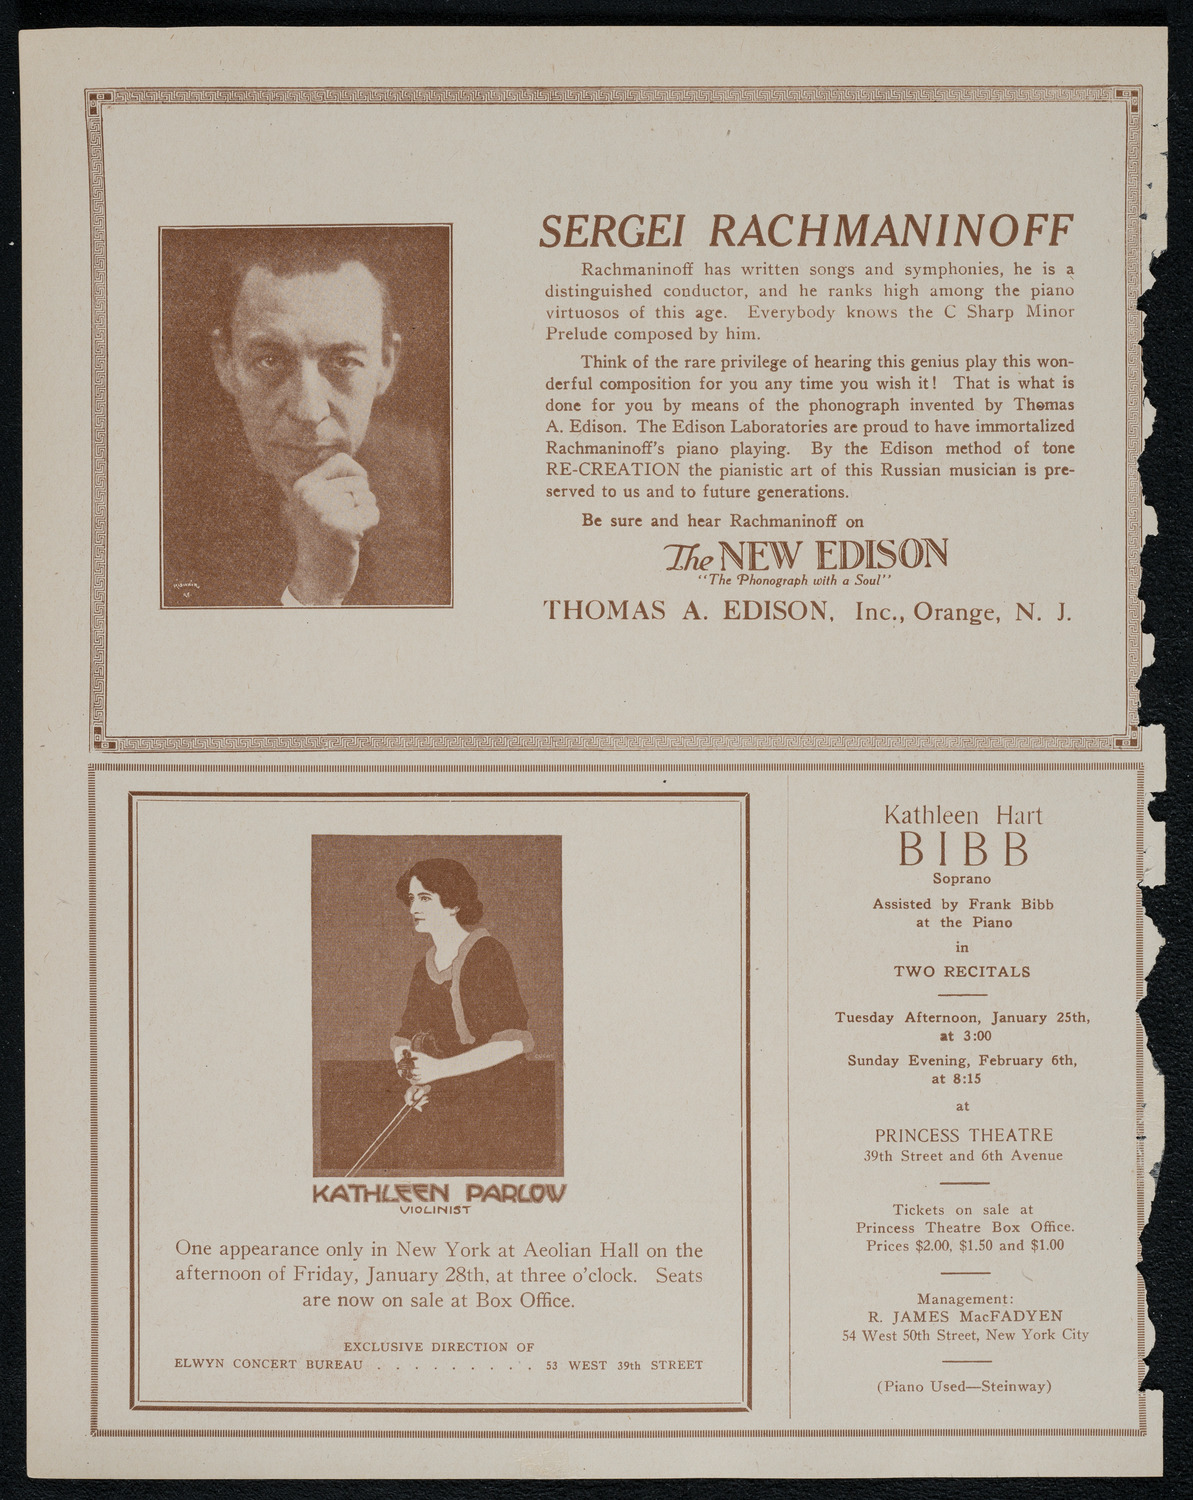 SERGEI RACHMANINOFF
Rachmaninoff has written songs and symphonies, he is a
distinguished conductor, and he ranks high among the piano
virtuosos of this age. Everybody knows the C Sharp Minor
Prelude composed by him.
Think of the rare privilege of hearing this genius play this won-
derful composition for you any time you wish it! That is what is
done for you by means of the phonograph invented by Thomas
A. Edison. The Edison Laboratories are proud to have immortalized
Rachmaninoff's piano playing. By the Edison method of tone
RE-CREATION the pianistic art of this Russian musician is pre-
served to us and to future generations.
Be sure and hear Rachmaninoff on
The NEW EDISON
"The Phonograph with a Soul"
THOMAS A. EDISON, Inc., Orange, N. J.
KATHLEEN PARLOW
VIOLINIST
One appearance only in New York at Aeolian Hall on the
afternoon of Friday, January 28th, at three o'clock. Seats
are now on sale at Box Office.
EXCLUSIVE DIRECTION OF
ELWYN CONCERT BUREAU . . . . . . . . . 53 WEST 39th STREET
Kathleen Hart
BIBB
Soprano
Assisted by Frank Bibb
at the Piano
in
TWO RECITALS
Tuesday Afternoon, January 25th,
at 3:00
Sunday Evening, February 6th,
at 8:15
at
PRINCESS THEATRE
39th Street and 6th Avenue
Tickets on sale at
Princess Theatre Box Office.
Prices $2.00, $1.50 and $1.00
Management:
R. JAMES MacFADYEN
54 West 50th Street, New York City
(Piano Used—Steinway)